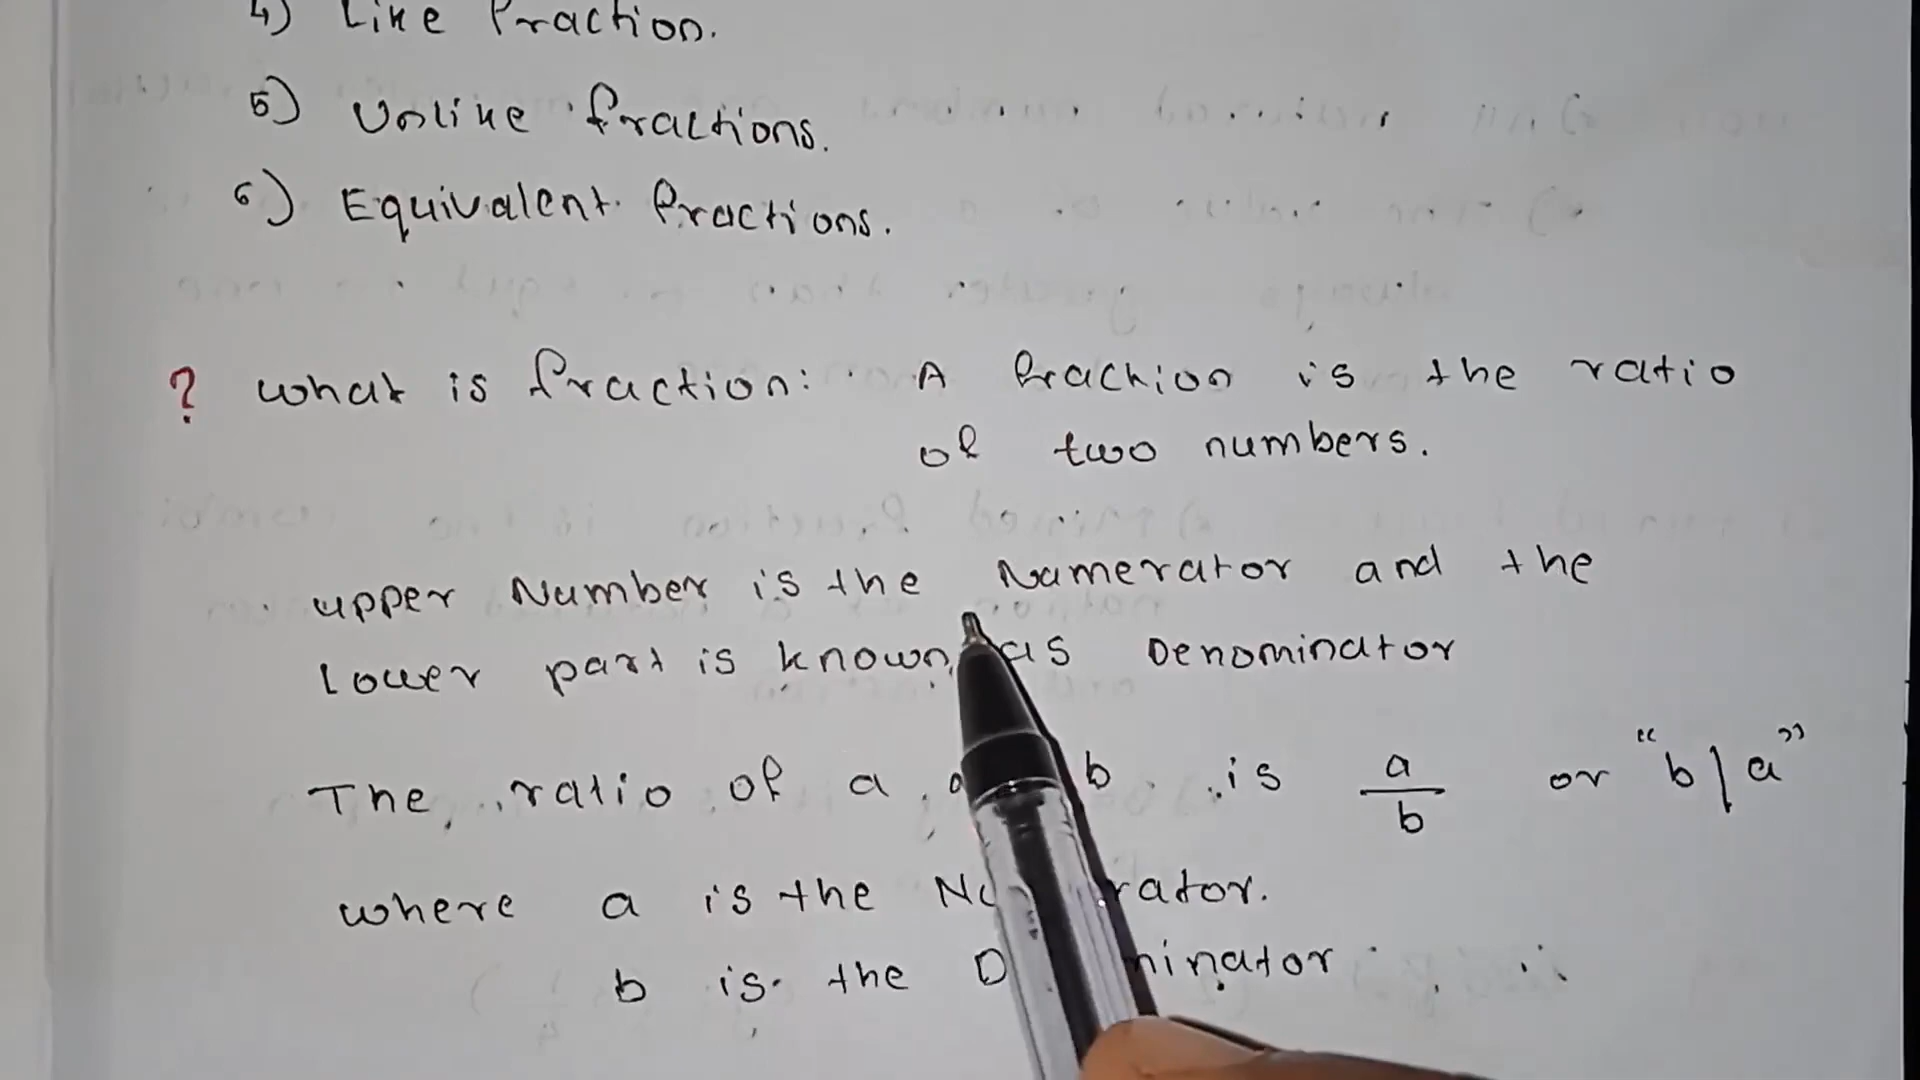 4) Like fraction.
5) Unlike fractions.
6) Equivalent fractions.
? what is fraction: A fraction is the ratio
of two numbers.
upper Number is the Numerator and the
Lower part is known as Denominator
The ratio of a b is a/b or "b/a"
where a is the
b is the